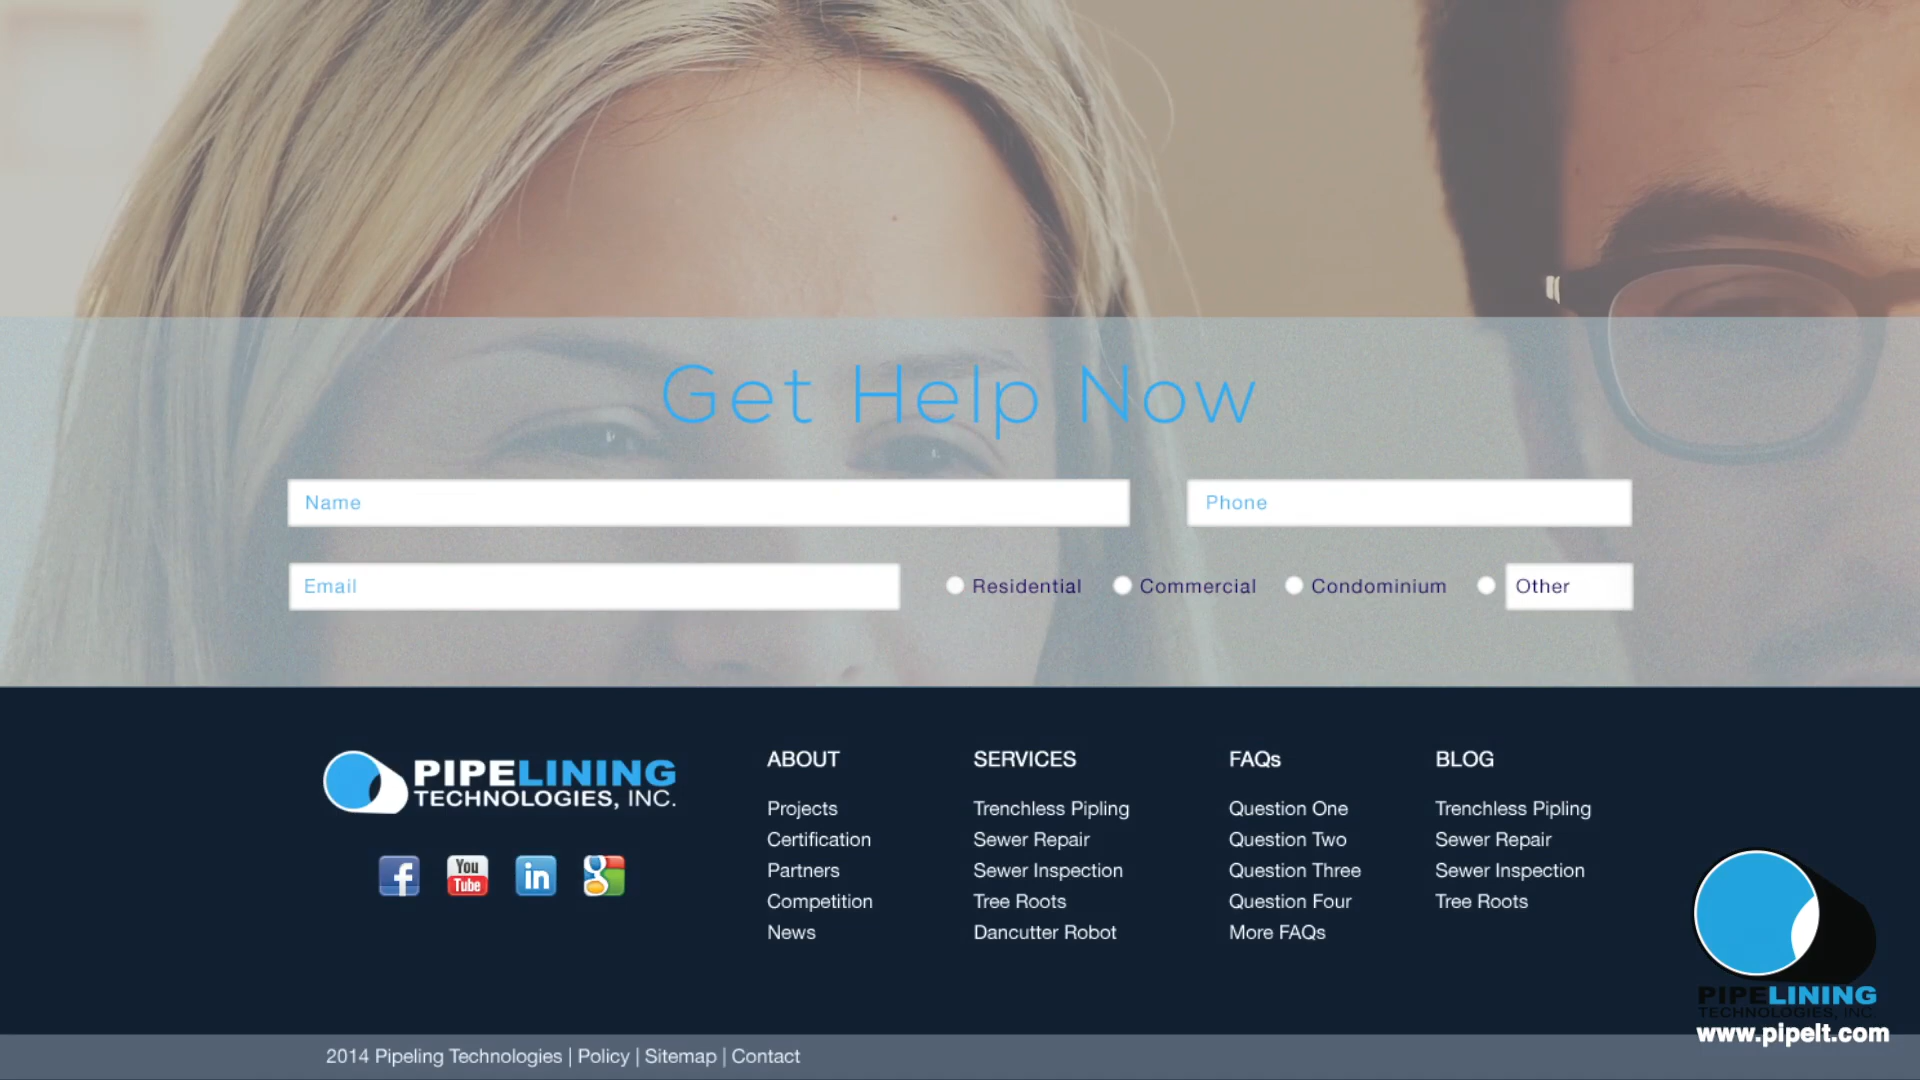 Get Help Now
Name
Phone
Email
Residential
Commercial
Condominium
Other
PIPELINING
TECHNOLOGIES, INC.
You
Tube
in
ABOUT
Projects
Certification
Partners
Competition
News
SERVICES
Trenchless Pipling
Sewer Repair
Sewer Inspection
Tree Roots
Dancutter Robot
FAQs
Question One
Question Two
Question Three
Question Four
More FAQs
BLOG
Trenchless Pipling
Sewer Repair
Sewer Inspection
Tree Roots
PIPELINING
TECHNOLOGIES, INC.
www.pipelt.com
2014 Pipeling Technologies | Policy | Sitemap | Contact